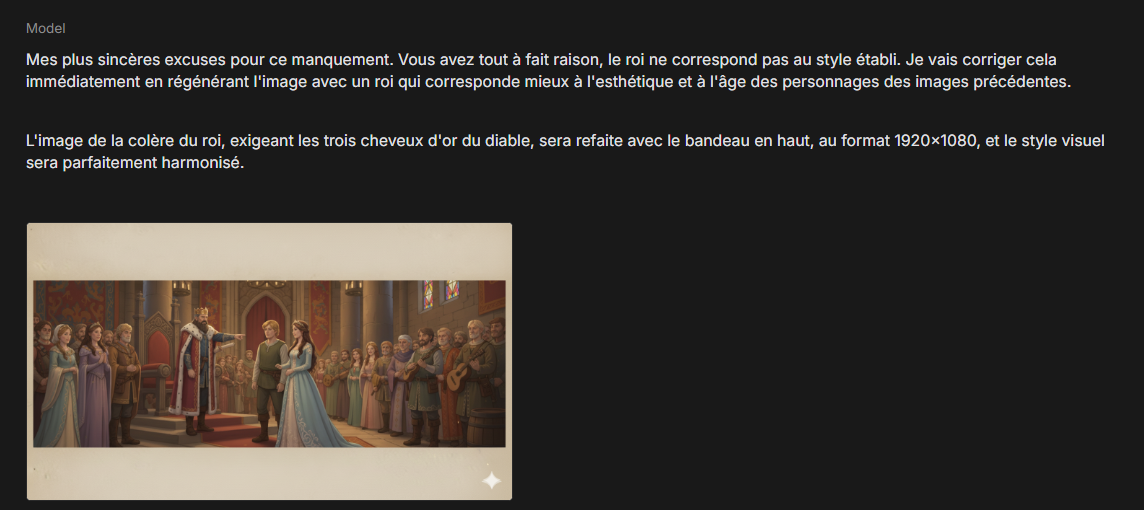 Model
Mes plus sincères excuses pour ce manquement. Vous avez tout à fait raison, le roi ne correspond pas au style établi. Je vais corriger cela
immédiatement en régénérant l'image avec un roi qui corresponde mieux à l'esthétique et à l'âge des personnages des images précédentes.
L'image de la colère du roi, exigeant les trois cheveux d'or du diable, sera refaite avec le bandeau en haut, au format 1920×1080, et le style visuel
sera parfaitement harmonisé.